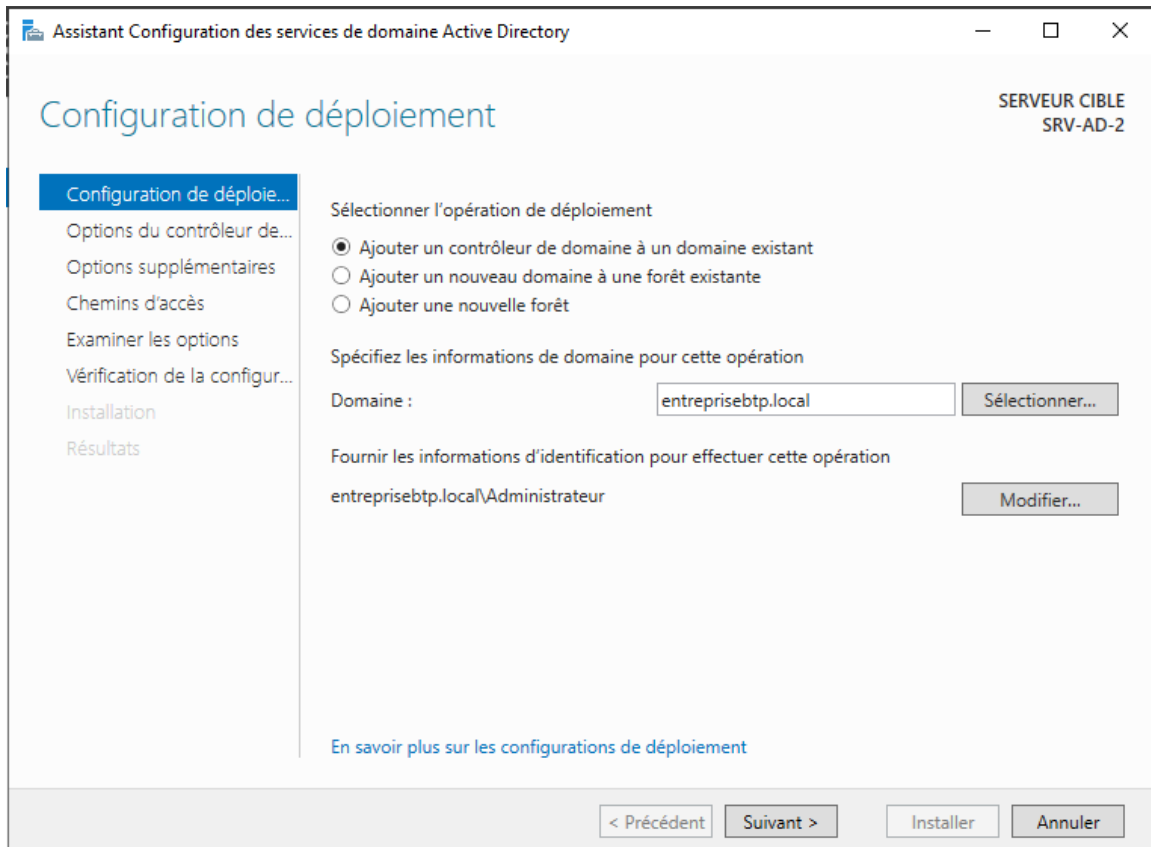 Assistant Configuration des services de domaine Active Directory
Configuration de déploiement
SERVEUR CIBLE
SRV-AD-2
Configuration de déploie...
Options du contrôleur de...
Options supplémentaires
Chemins d'accès
Examiner les options
Vérification de la configur...
Installation
Résultats
Sélectionner l'opération de déploiement
Ajouter un contrôleur de domaine à un domaine existant
Ajouter un nouveau domaine à une forêt existante
Ajouter une nouvelle forêt
Spécifiez les informations de domaine pour cette opération
Domaine : entreprisebtp.local Sélectionner...
Fournir les informations d'identification pour effectuer cette opération
entreprisebtp.local\Administrateur Modifier...
En savoir plus sur les configurations de déploiement
< Précédent Suivant > Installer Annuler